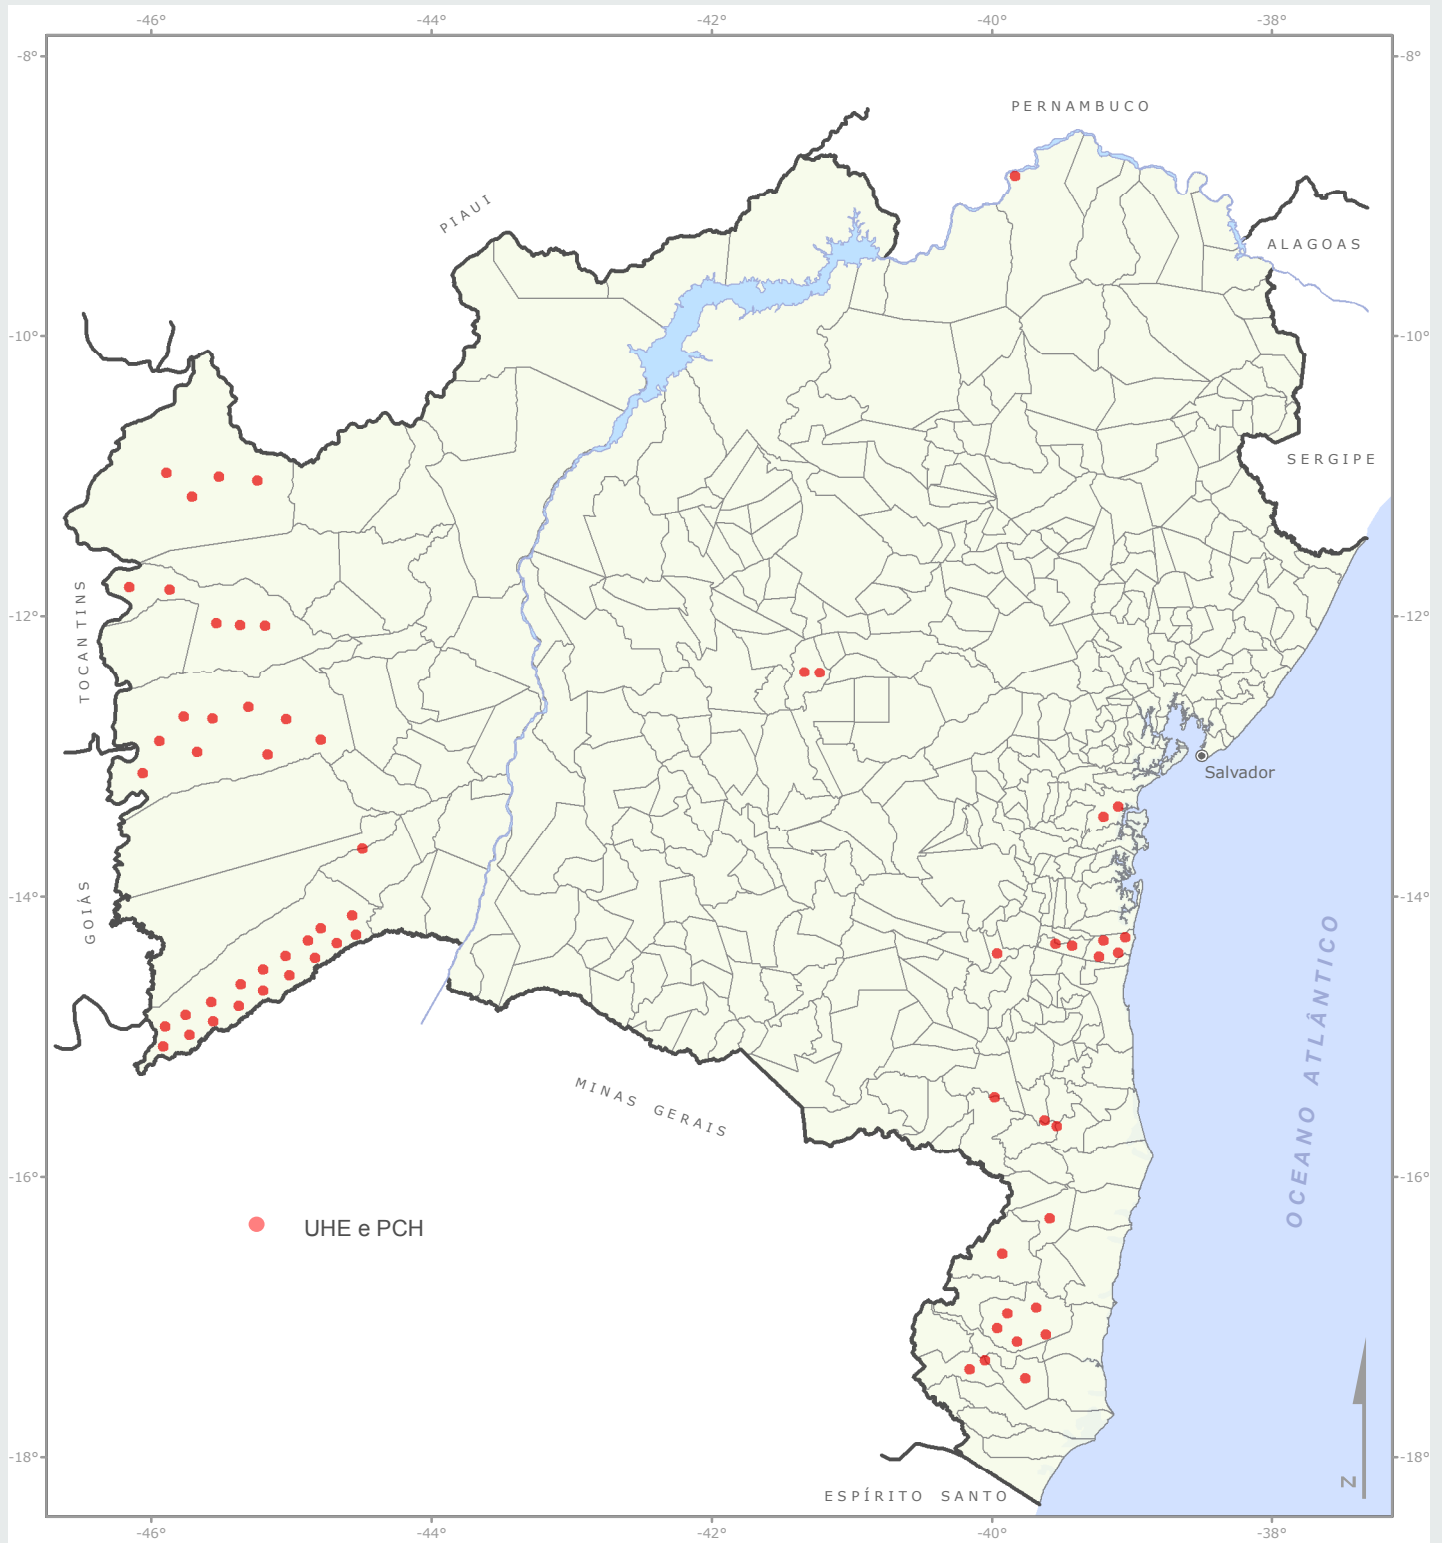 -46° -44° -42° -40° -38°
-8° -8°
PERNAMBUCO
PIAUI
ALAGOAS
-10° -10°
SERGIPE
TOCANTINS
-12° -12°
Salvador
GOIÁS
-14° -14°
OCEANO ATLÂNTICO
MINAS GERAIS
-16° -16°
UHE e PCH
-18° -18°
N
ESPÍRITO SANTO
-46° -44° -42° -40° -38°